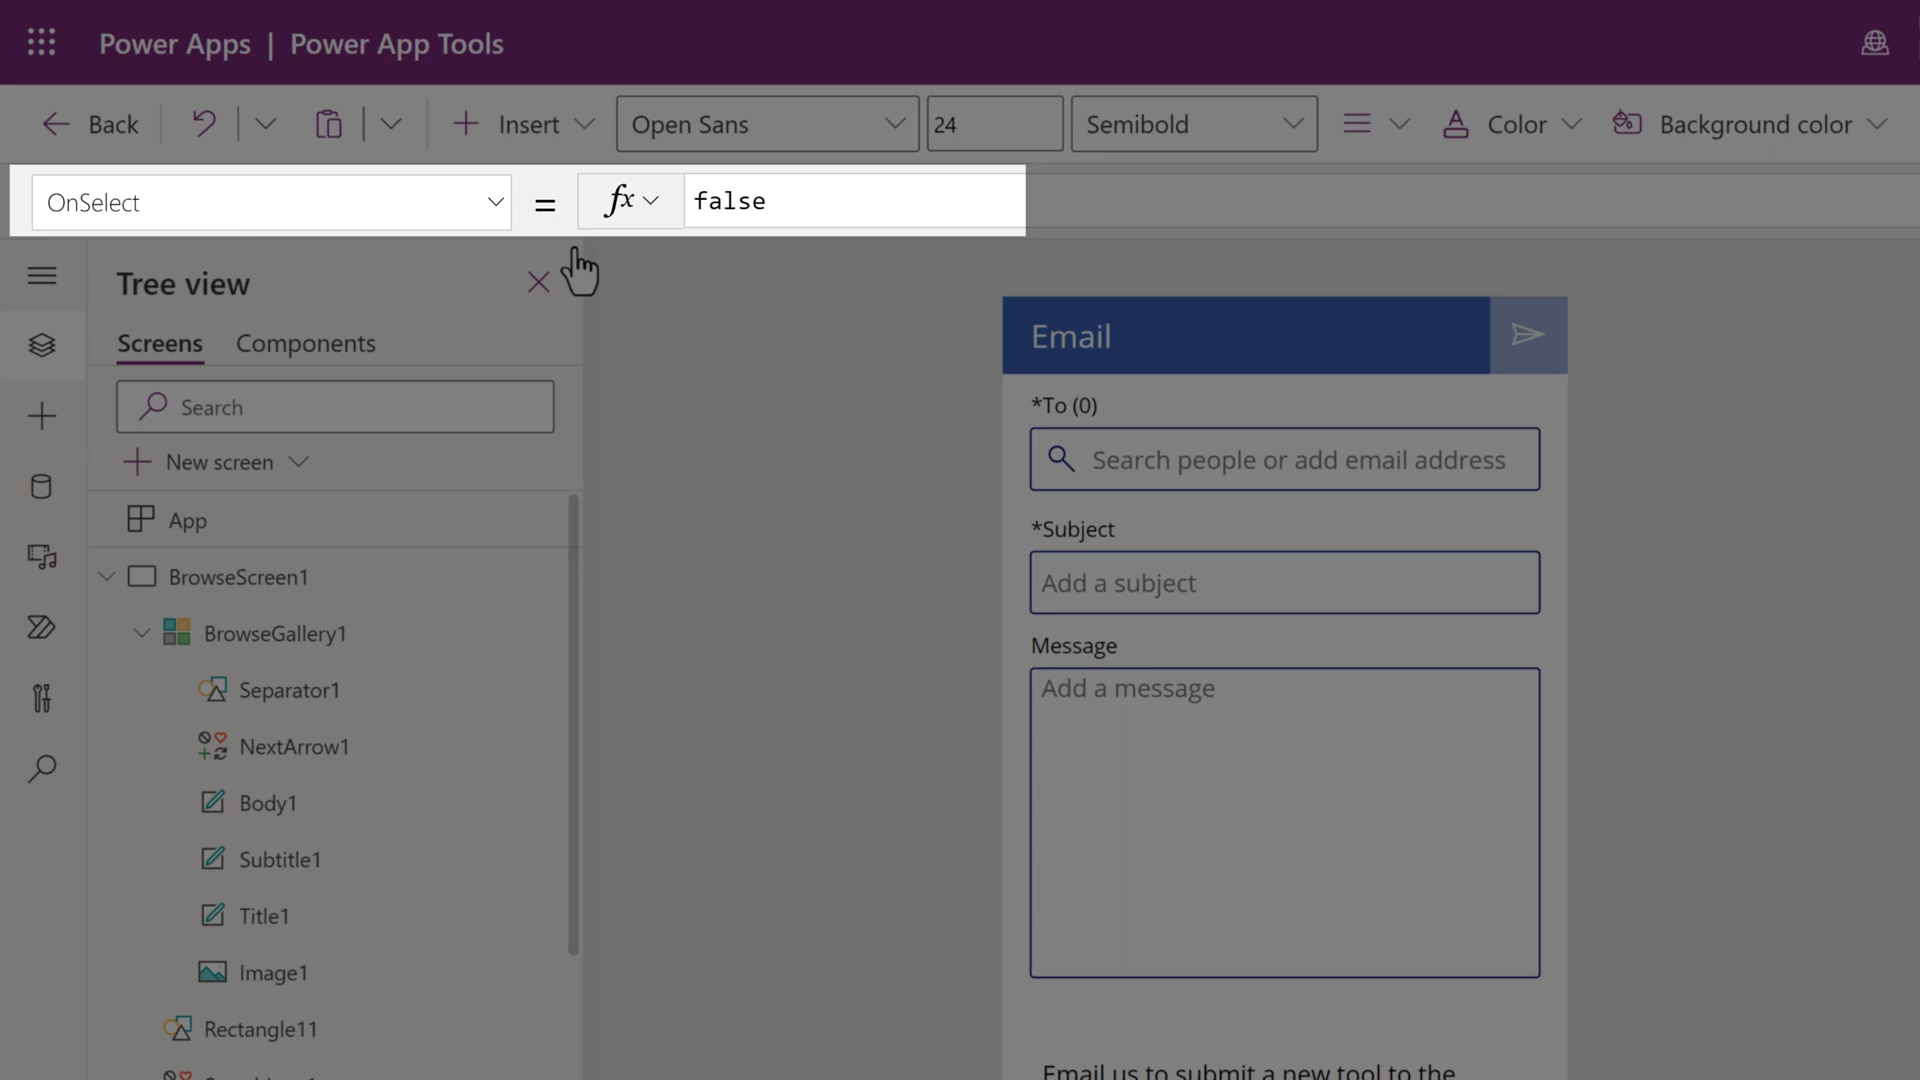 Power Apps | Power App Tools
Back
Insert
Open Sans
24
Semibold
Color
Background color
OnSelect
=
fx
false
Tree view
Screens
Components
Search
New screen
App
BrowseScreen1
BrowseGallery1
Separator1
NextArrow1
Body1
Subtitle1
Title1
Image1
Rectangle11
Email
*To (0)
Search people or add email address
*Subject
Add a subject
Message
Add a message
Email us to submit a new tool to the